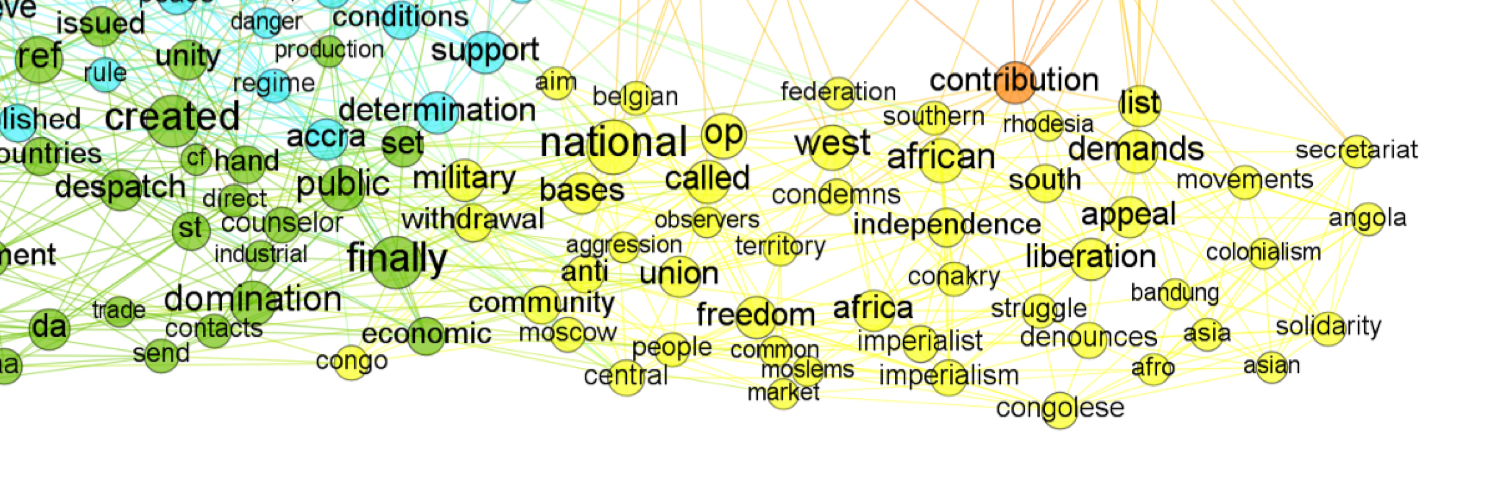 issued
danger
conditions
ref
unity
production
support
rule
regime
aim
belgian
federation
contribution
list
created
determination
southern
rhodesia
accra
set
national
op
west
african
demands
secretariat
cf
hand
public
military
bases
called
condemns
south
movements
despatch
direct
st
counselor
withdrawal
observers
independence
appeal
angola
industrial
finally
aggression
territory
liberation
colonialism
anti
union
conakry
bandung
trade
domination
community
freedom
africa
struggle
da
contacts
economic
moscow
people
common
imperialist
denounces
asia
solidarity
send
congo
central
moslems
imperialism
afro
asian
market
congolese